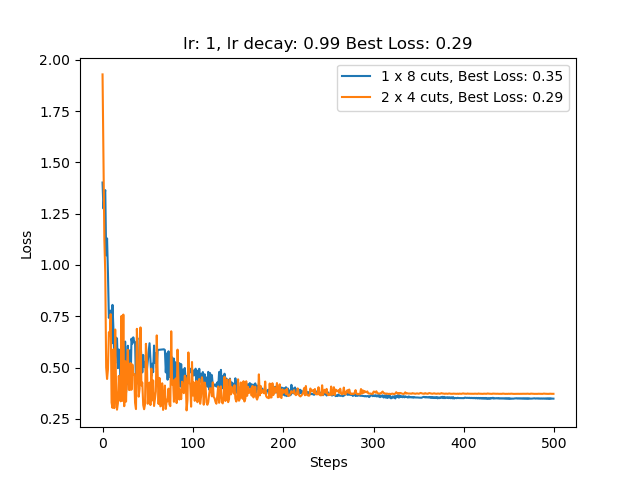 lr: 1, lr decay: 0.99 Best Loss: 0.29
1 x 8 cuts, Best Loss: 0.35
2 x 4 cuts, Best Loss: 0.29
Loss
2.00
1.75
1.50
1.25
1.00
0.75
0.50
0.25
0 100 200 300 400 500
Steps